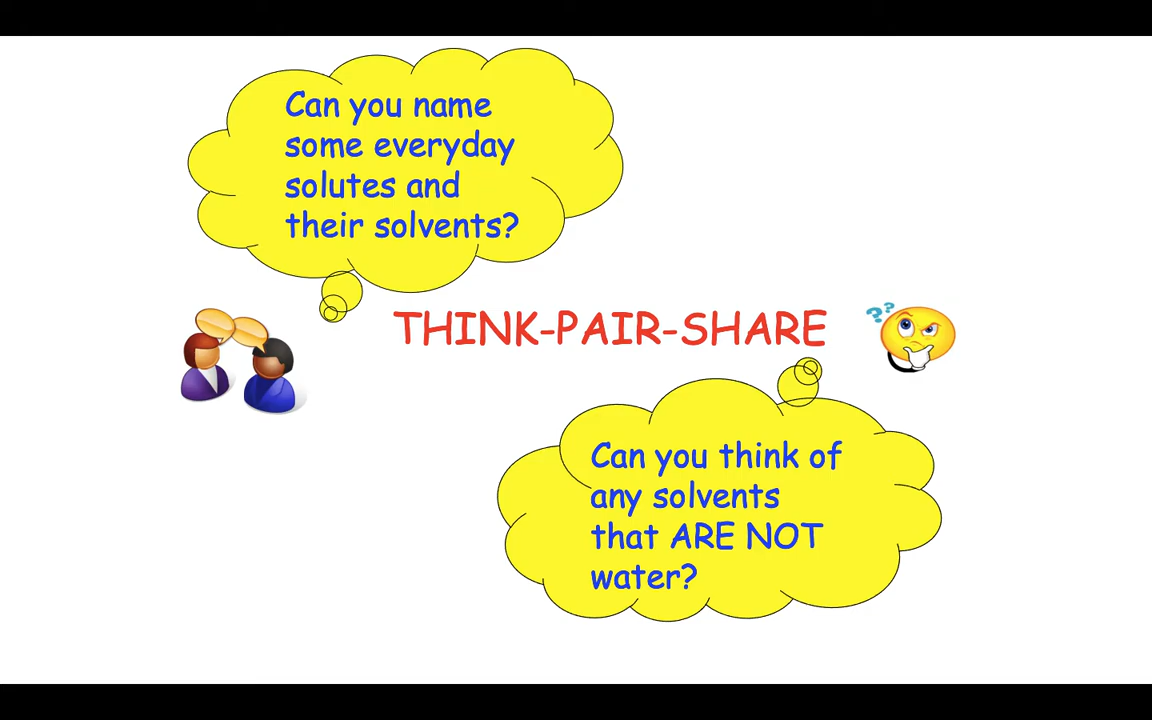 Can you name
some everyday
solutes and
their solvents?
THINK-PAIR-SHARE
??
Can you think of
any solvents
that ARE NOT
water?